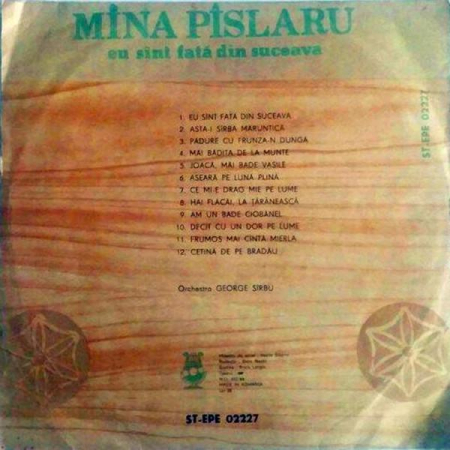 MÎNA PÎSLARU
eu sînt fată din suceava
ST-EPE 02227
1. EU SÎNT FATĂ DIN SUCEAVA
2. ASTA-I SÎRBA MĂRUNȚICĂ
3. PĂDURE CU FRUNZA-N DUNGĂ
4. MĂI BĂDIȚĂ DE LA MUNTE
5. JOACĂ, MĂI BADE VASILE
6. ASEARĂ PE LUNĂ PLINĂ
7. CE MI-E DRAG MIE PE LUME
8. HAI FLĂCĂI, LA ȚĂRĂNEASCĂ
9. AM UN BADE CIOBĂNEL
10. DECÎT CU UN DOR PE LUME
11. FRUMOS MAI CÎNTĂ MIERLA
12. CETINĂ DE PE BRADĂU
Orchestra GEORGE SÎRBU
MADE IN ROMANIA
ST-EPE 02227